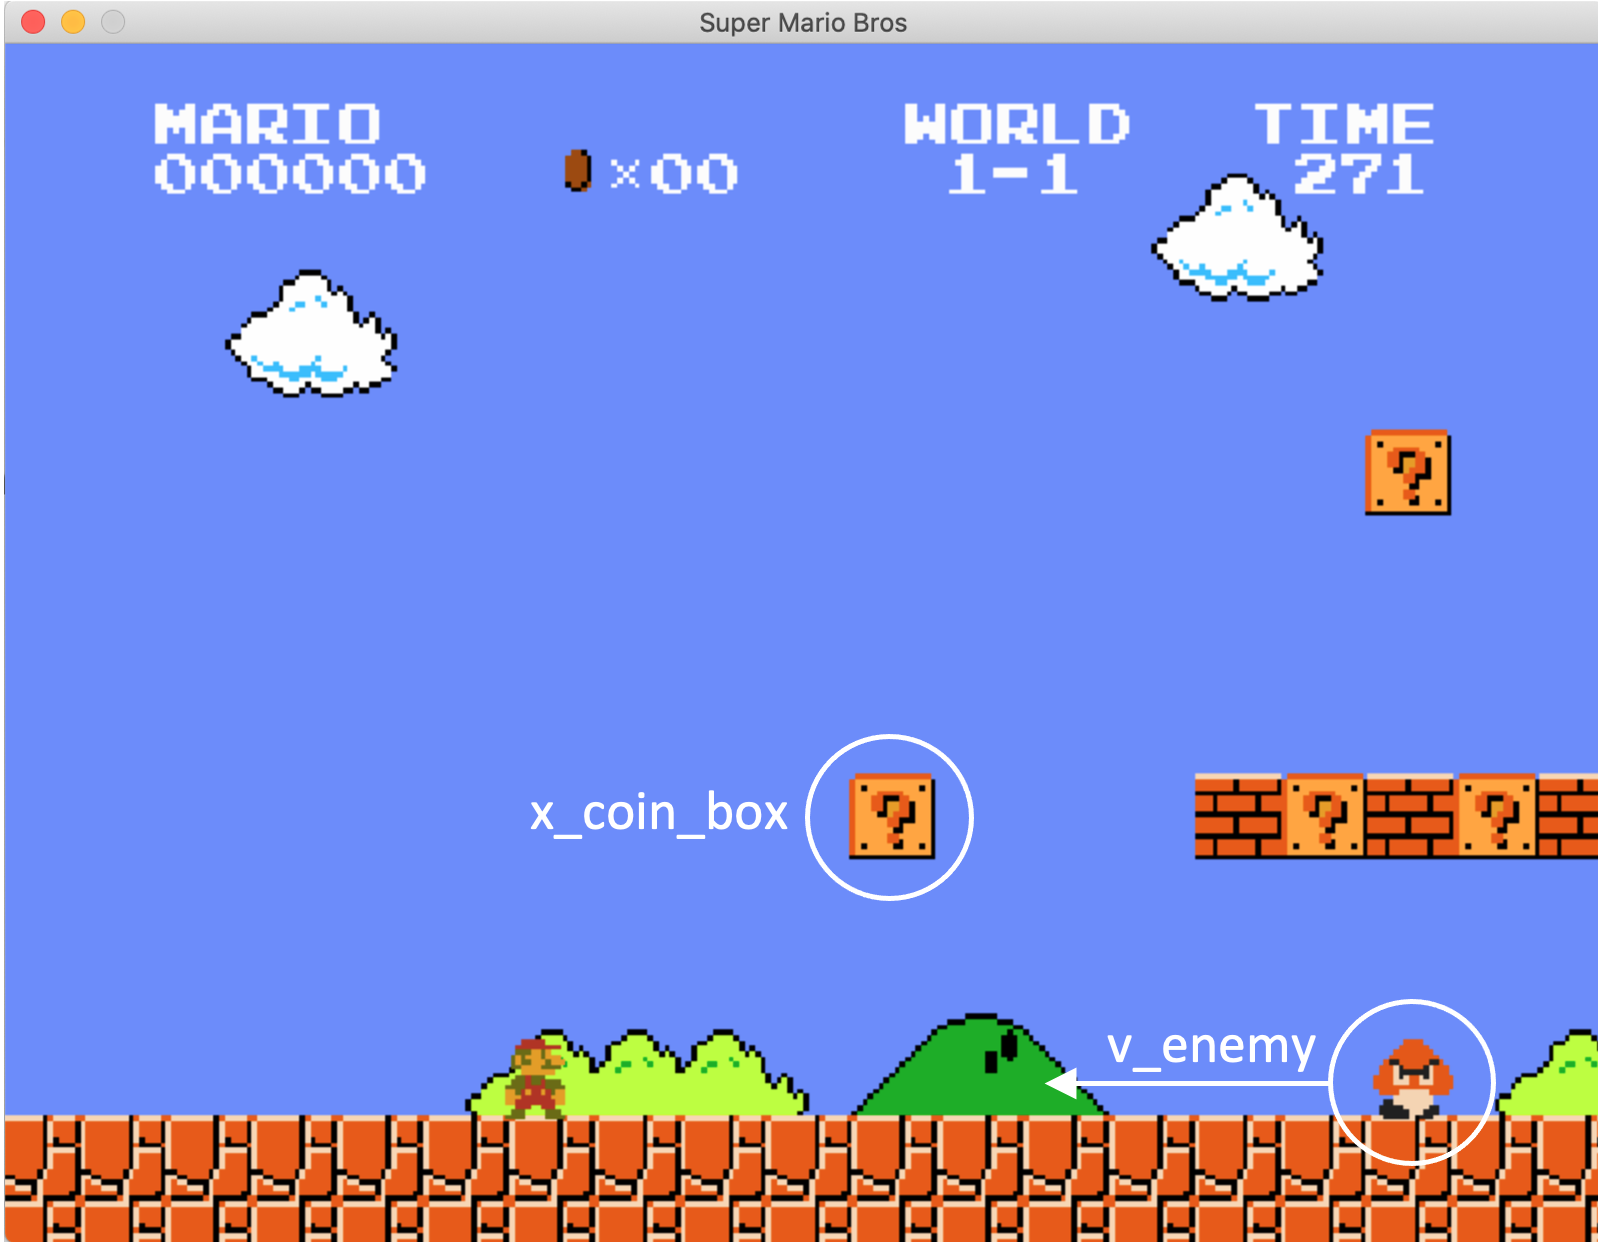 Super Mario Bros
MARIO WORLD TIME
000000 ×00 1-1 271
?
x_coin_box ? ? ?
v_enemy